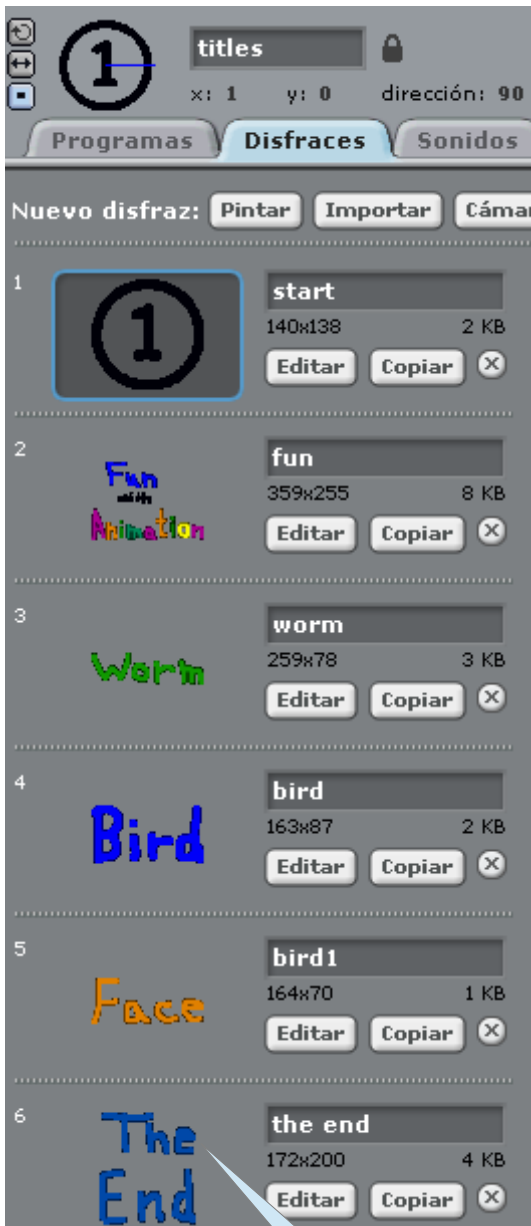 1
titles
x: 1 y: 0 dirección: 90
Programas Disfraces Sonidos
Nuevo disfraz: Pintar Importar Cámar
1
1
start
140x138 2 KB
Editar Copiar
2
Fun
with
Animation
fun
359x255 8 KB
Editar Copiar
3
Worm
worm
259x78 3 KB
Editar Copiar
4
Bird
bird
163x87 2 KB
Editar Copiar
5
Face
bird1
164x70 1 KB
Editar Copiar
6
The
End
the end
172x200 4 KB
Editar Copiar